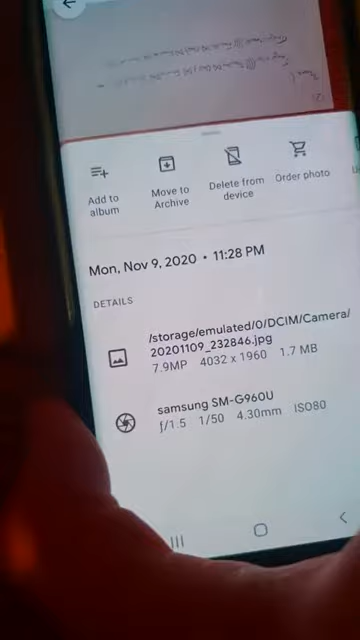 Add to
album
Move to
Archive
Delete from
device
Order photo
Mon, Nov 9, 2020 • 11:28 PM
DETAILS
/storage/emulated/0/DCIM/Camera/
20201109_232846.jpg
7.9MP 4032 x 1960 1.7 MB
samsung SM-G960U
f/1.5 1/50 4.30mm ISO80